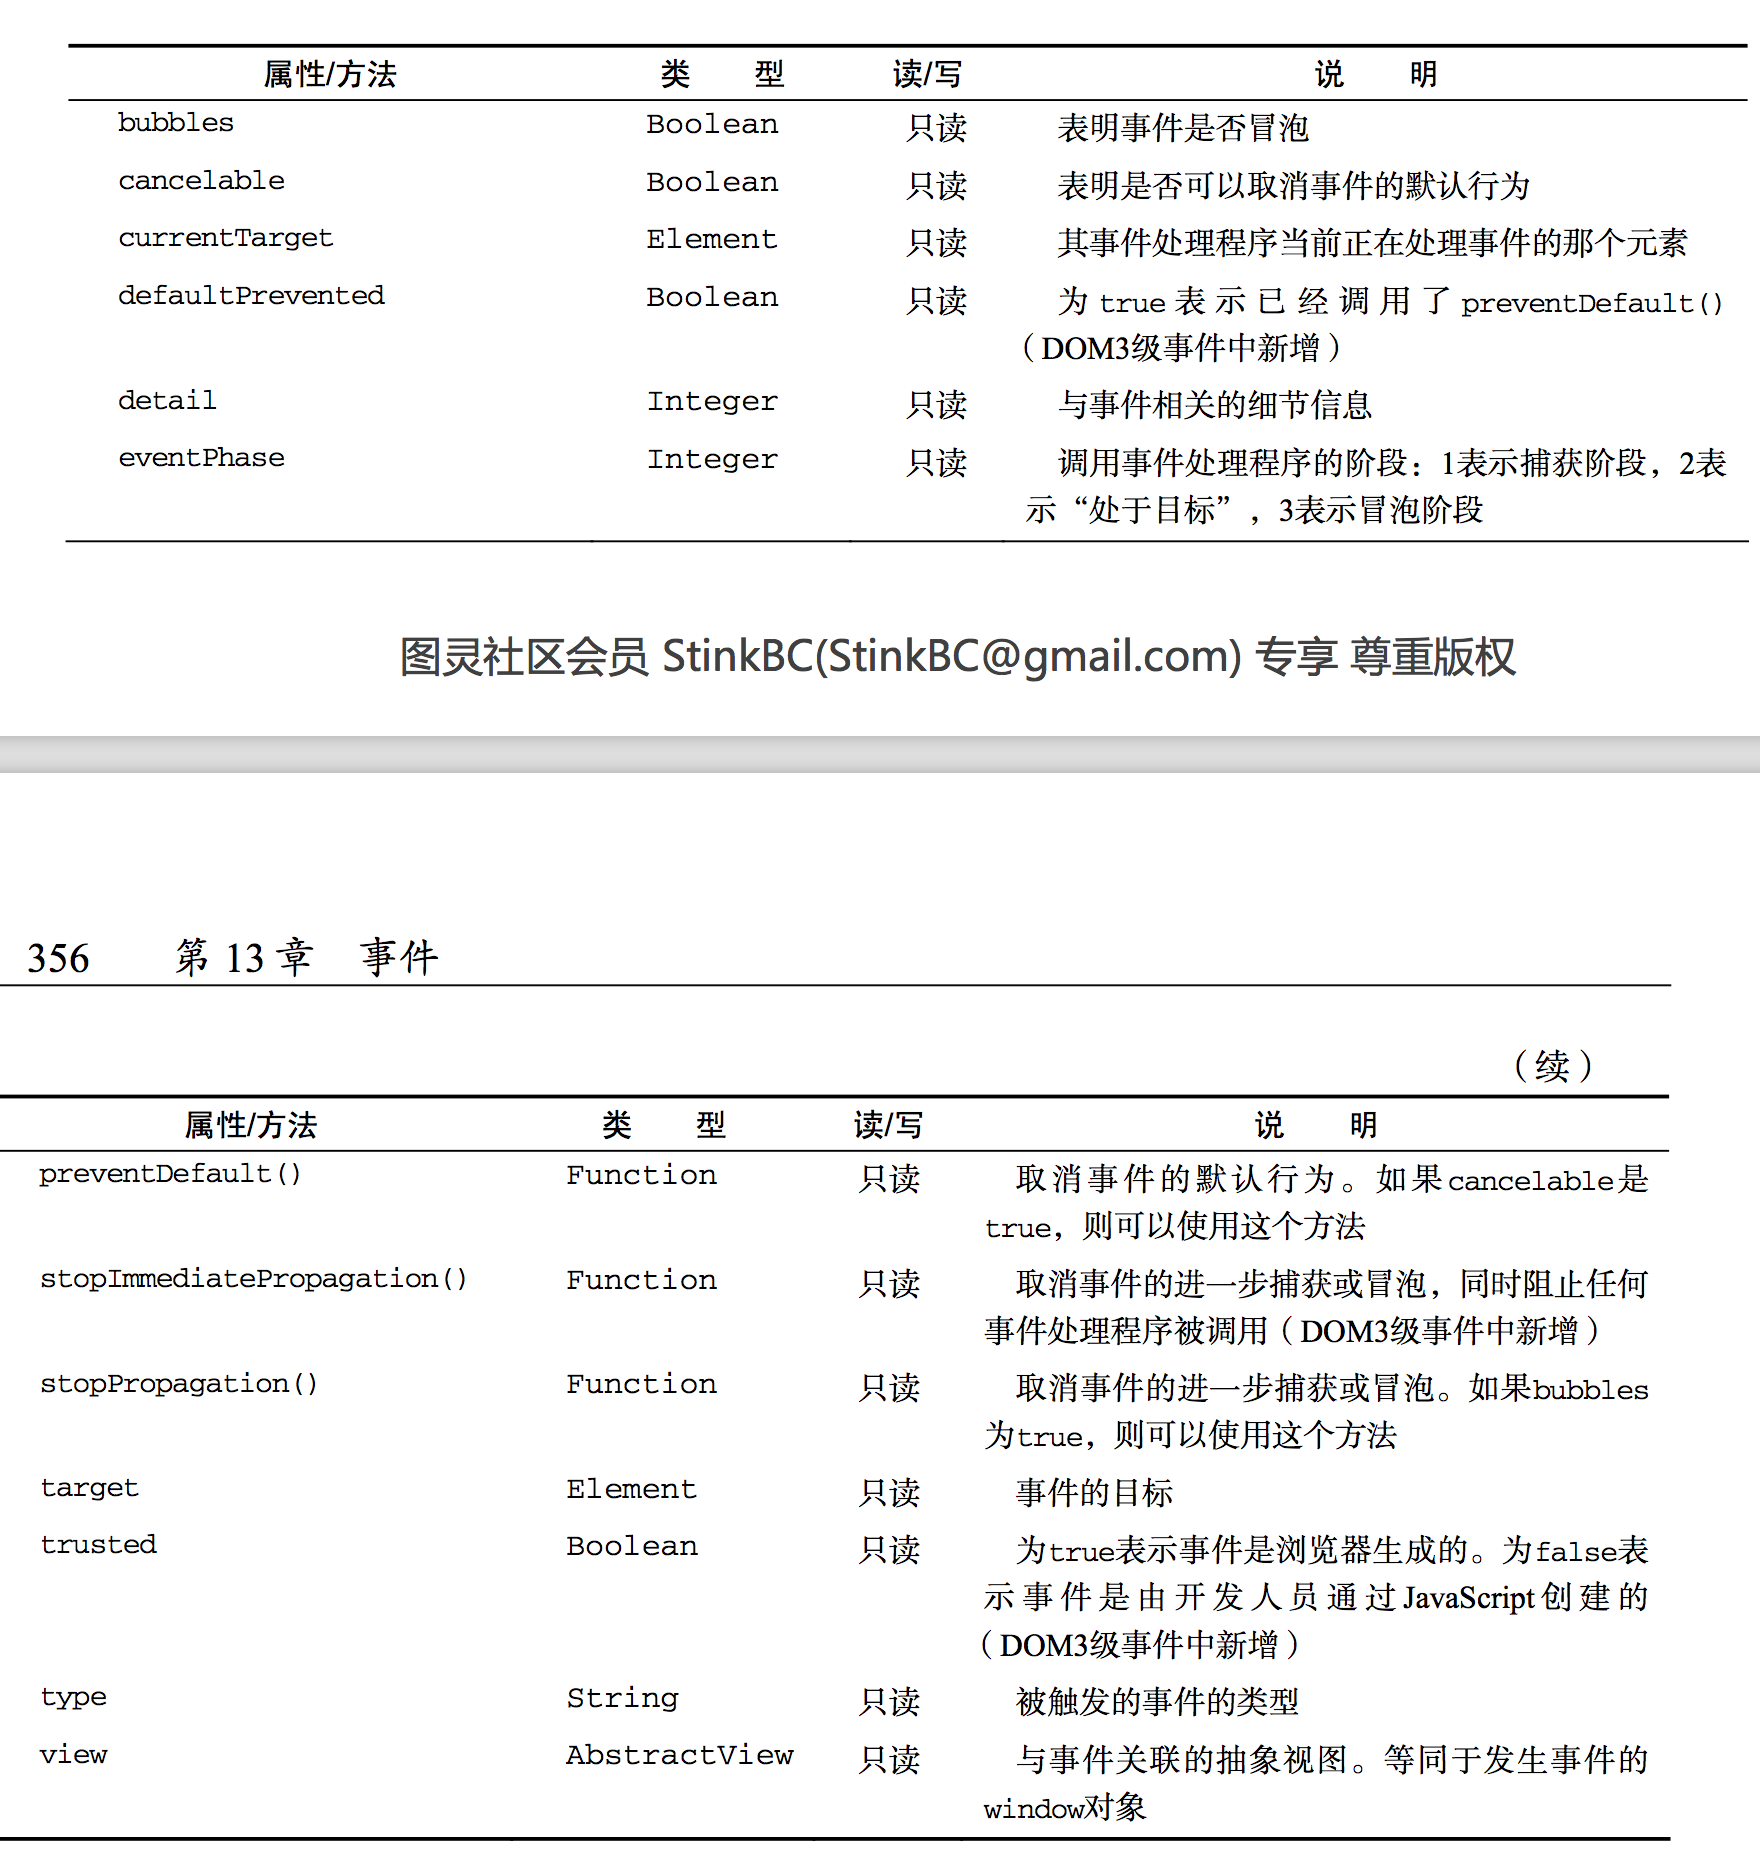 属性/方法 类 型 读/写 说 明
bubbles Boolean 只读 表明事件是否冒泡
cancelable Boolean 只读 表明是否可以取消事件的默认行为
currentTarget Element 只读 其事件处理程序当前正在处理事件的那个元素
defaultPrevented Boolean 只读 为true表示已经调用了preventDefault()
（DOM3级事件中新增）
detail Integer 只读 与事件相关的细节信息
eventPhase Integer 只读 调用事件处理程序的阶段：1表示捕获阶段，2表
示“处于目标”，3表示冒泡阶段
图灵社区会员 StinkBC(StinkBC@gmail.com) 专享 尊重版权
356 第 13 章 事件
（续）
属性/方法 类 型 读/写 说 明
preventDefault() Function 只读 取消事件的默认行为。如果cancelable是
true，则可以使用这个方法
stopImmediatePropagation() Function 只读 取消事件的进一步捕获或冒泡，同时阻止任何
事件处理程序被调用（DOM3级事件中新增）
stopPropagation() Function 只读 取消事件的进一步捕获或冒泡。如果bubbles
为true，则可以使用这个方法
target Element 只读 事件的目标
trusted Boolean 只读 为true表示事件是浏览器生成的。为false表
示事件是由开发人员通过JavaScript创建的
（DOM3级事件中新增）
type String 只读 被触发的事件的类型
view AbstractView 只读 与事件关联的抽象视图。等同于发生事件的
window对象